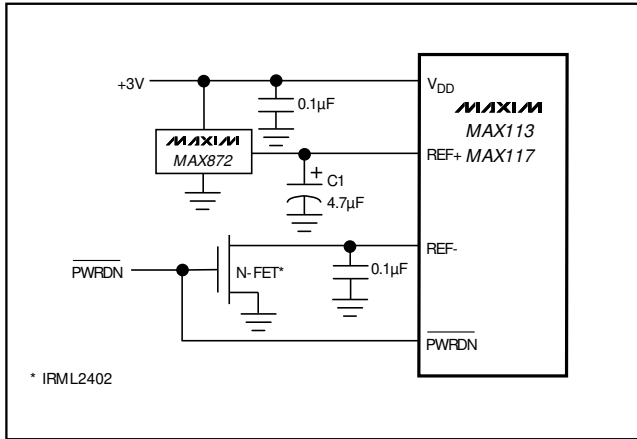 +3V
0.1µF
VDD
MAXIM
MAX113
MAX117
MAXIM
MAX872
REF+
+
C1
4.7µF
REF-
PWRDN
N-FET*
0.1µF
PWRDN
* IRML2402